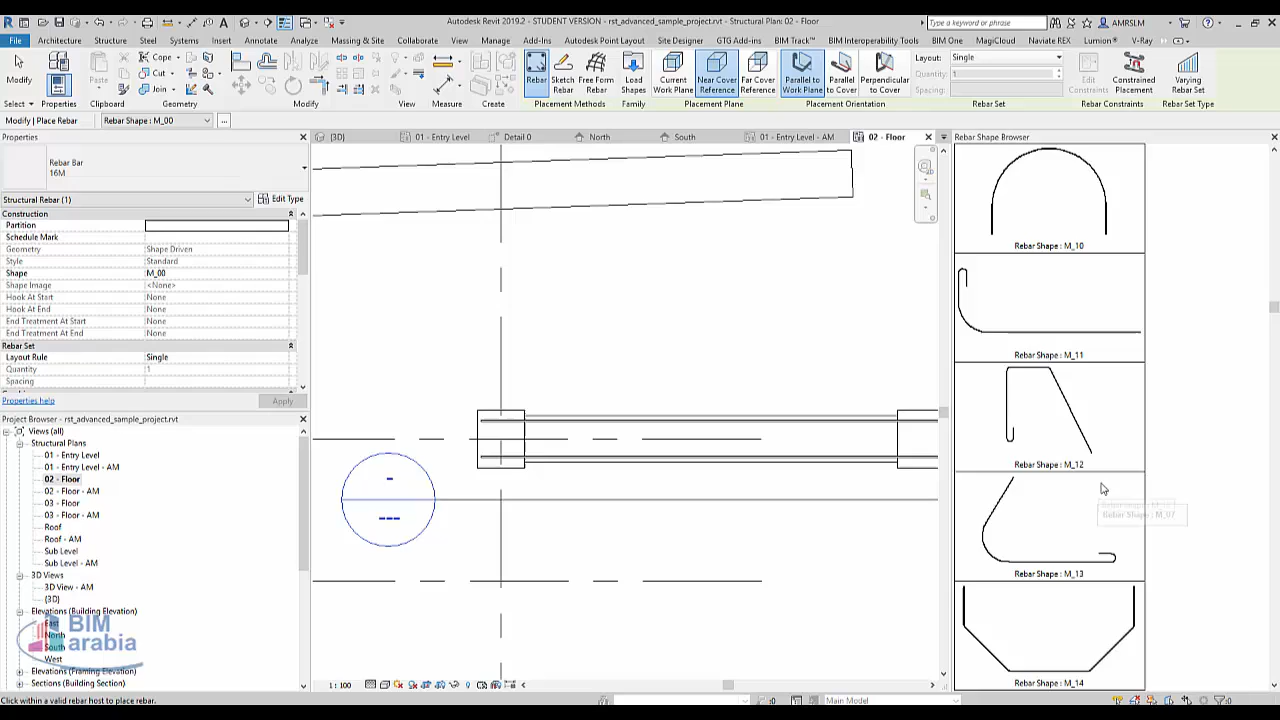 Autodesk Revit 2019.2 - STUDENT VERSION - rst_advanced_sample_project.rvt - Structural Plan: 02 - Floor
Type a keyword or phrase
AMRSLM
File Architecture Structure Steel Systems Insert Annotate Analyze Massing & Site Collaborate View Manage Add-Ins Autodesk Point Layout Site Designer GTG Add-ins BIM Track™ BIM Interoperability Tools BIM One MagiCloud Naviate REX Lumion® V-Ray
Modify
Select
Properties
Properties
Paste
Clipboard
Cope
Cut
Join
Geometry
Modify
View
Measure
Create
Rebar
Sketch Rebar
Free Form Rebar
Placement Methods
Load Shapes
Family
Current Work Plane
Near Cover Reference
Far Cover Reference
Placement Plane
Parallel to Work Plane
Parallel to Cover
Perpendicular to Cover
Placement Orientation
Layout: Single
Quantity: 1
Spacing:
Rebar Set
Edit Constraints
Constrained Placement
Rebar Constraints
Varying Rebar Set
Rebar Set Type
Modify | Place Rebar
Rebar Shape : M_00
...
Properties
Rebar Bar
16M
Structural Rebar (1)
Edit Type
Construction
Partition
Schedule Mark
Geometry Shape Driven
Style Standard
Shape M_00
Shape Image <None>
Hook At Start None
Hook At End None
End Treatment At Start None
End Treatment At End None
Rebar Set
Layout Rule Single
Quantity 1
Spacing
Properties help
Apply
Project Browser - rst_advanced_sample_project.rvt
Views (all)
Structural Plans
01 - Entry Level
01 - Entry Level - AM
02 - Floor
02 - Floor - AM
03 - Floor
03 - Floor - AM
Roof
Roof - AM
Sub Level
Sub Level - AM
3D Views
3D View - AM
{3D}
Elevations (Building Elevation)
East
North
South
West
Elevations (Framing Elevation)
Sections (Building Section)
BIM
arabia
{3D}
01 - Entry Level
Detail 0
North
South
01 - Entry Level - AM
02 - Floor
-
---
1 : 100
Rebar Shape Browser
Rebar Shape : M_10
Rebar Shape : M_11
Rebar Shape : M_12
Rebar Shape : M_07
Rebar Shape : M_13
Rebar Shape : M_14
Click within a valid rebar host to place rebar.
:0
Main Model
:0